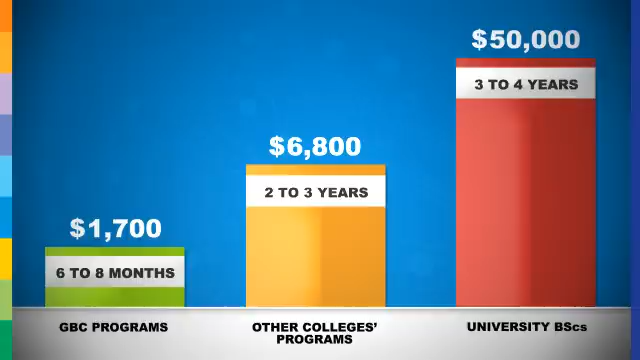 $50,000
3 TO 4 YEARS
$6,800
2 TO 3 YEARS
$1,700
6 TO 8 MONTHS
GBC PROGRAMS
OTHER COLLEGES'
PROGRAMS
UNIVERSITY BScs